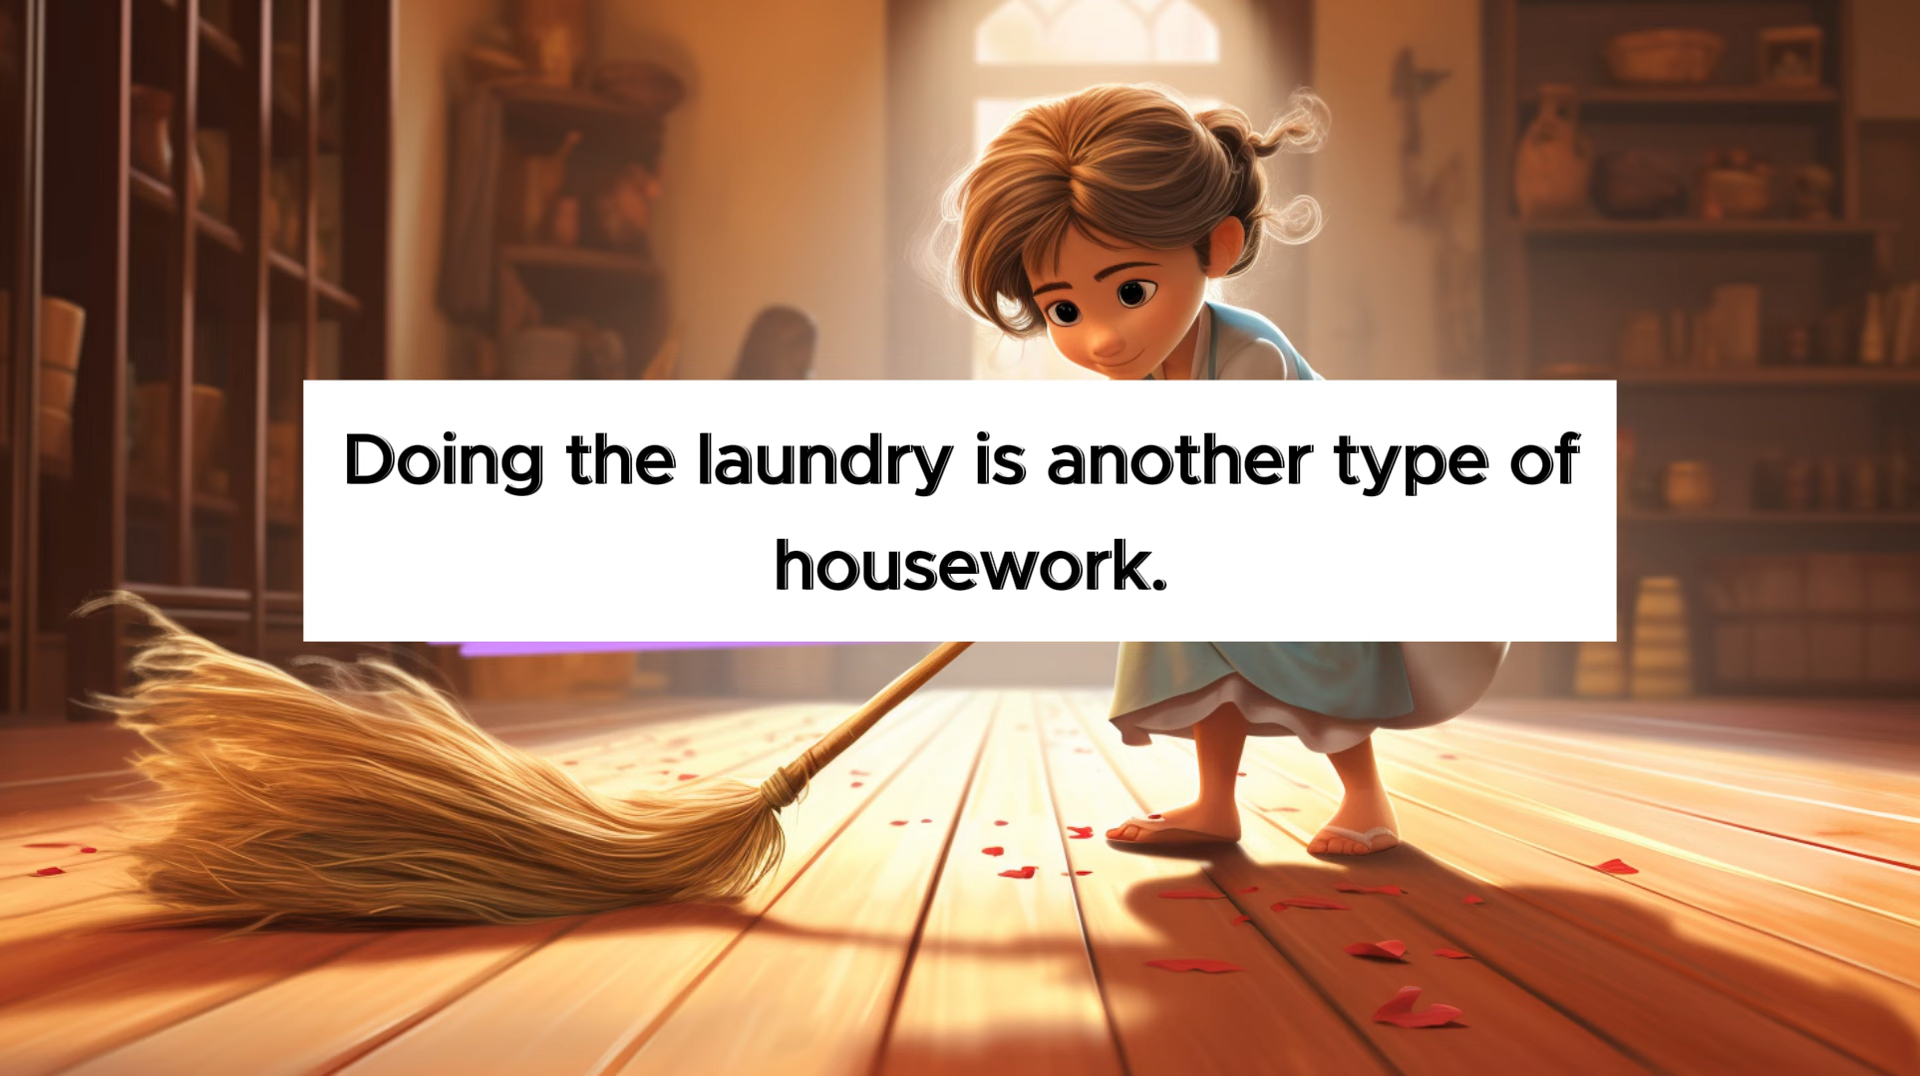 Doing the laundry is another type of
housework.